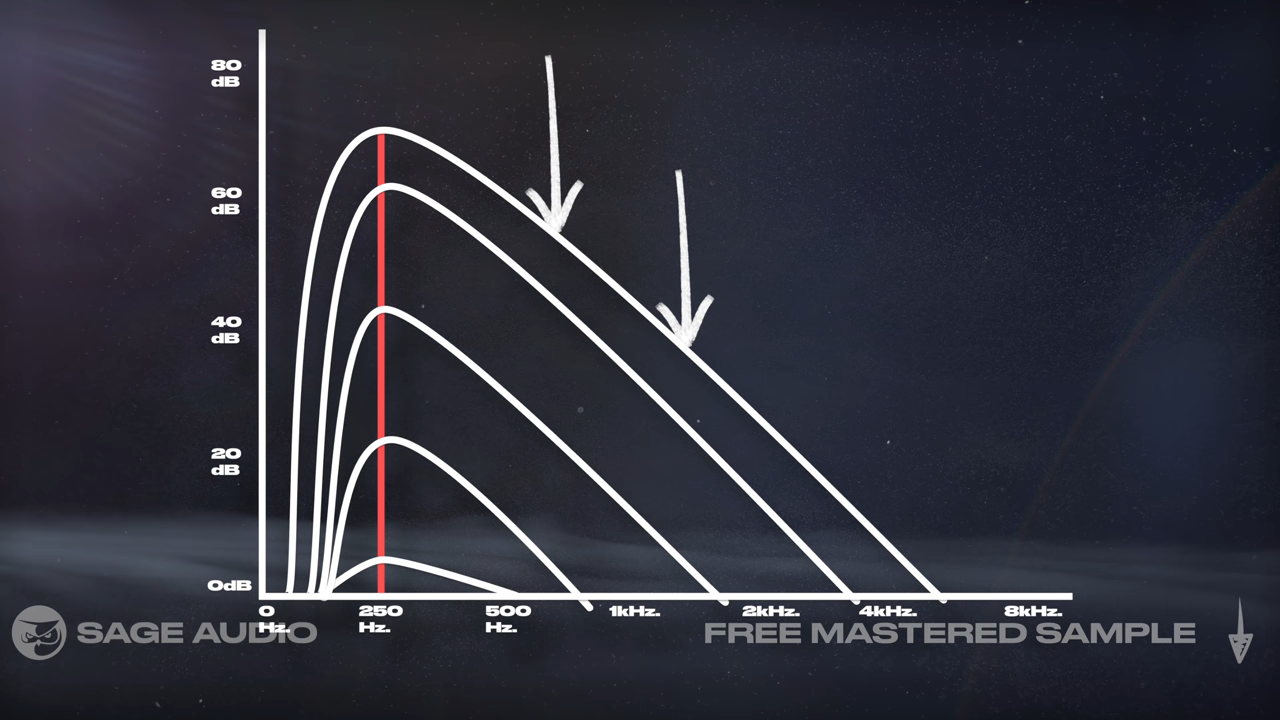 80
dB
60
dB
40
dB
20
dB
0dB
0
Hz.
250
Hz.
500
Hz.
1kHz.
2kHz.
4kHz.
8kHz.
SAGE AUDIO
FREE MASTERED SAMPLE